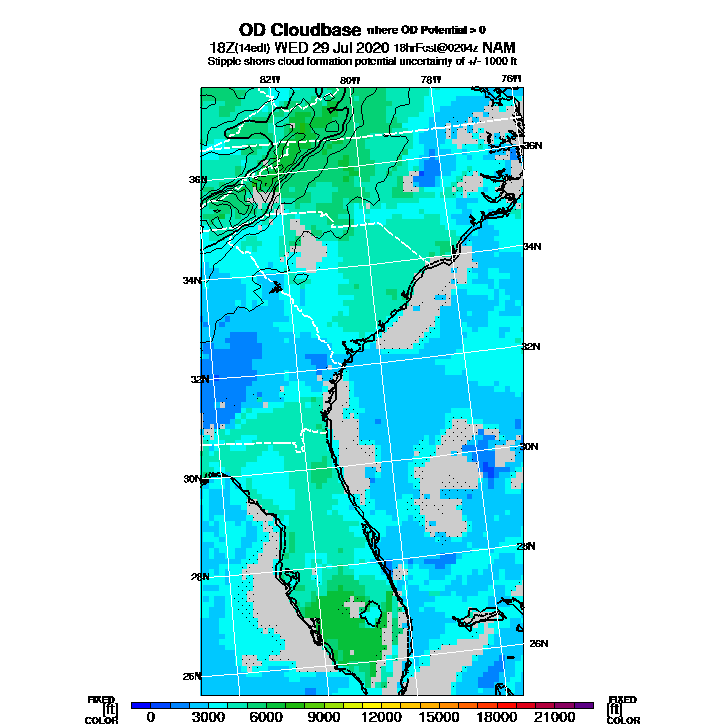 OD Cloudbase where OD Potential > 0
18Z(14edt) WED 29 Jul 2020 18hrFcst@0204z NAM
Stipple shows cloud formation potential uncertainty of +/- 1000 ft
82W 80W 78W 76W
36N
36N
34N
34N
32N
32N
30N
30N
28N
28N
26N
26N
FIXED FIXED
[ft] [ft]
COLOR 0 3000 6000 9000 12000 15000 18000 21000 COLOR